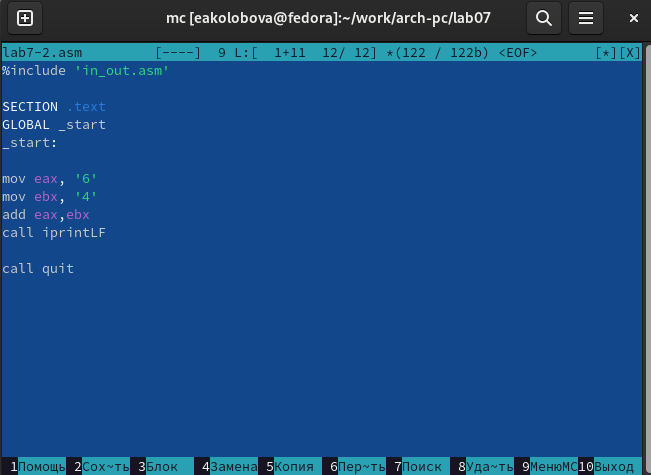 mc [eakolobova@fedora]:~/work/arch-pc/lab07
lab7-2.asm [----] 9 L:[ 1+11 12/ 12] *(122 / 122b) <EOF> [*][X]
%include 'in_out.asm'
SECTION .text
GLOBAL _start
_start:
mov eax, '6'
mov ebx, '4'
add eax,ebx
call iprintLF
call quit
1Помощь 2Сох~ть 3Блок 4Замена 5Копия 6Пер~ть 7Поиск 8Уда~ть 9МенюMC 10Выход